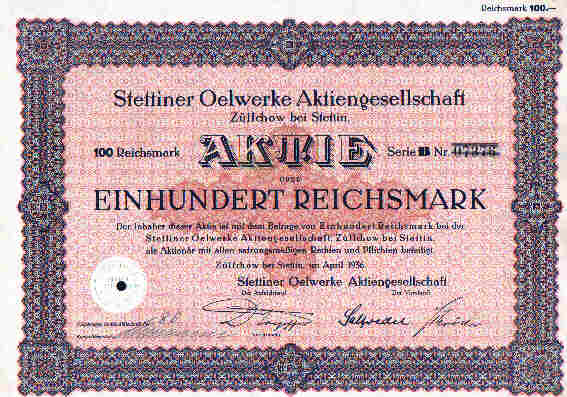 Reichsmark 100.—
Stettiner Oelwerke Aktiengesellschaft
Züllchow bei Stettin.
100 Reichsmark AKTIE Serie B Nr. 07376
ÜBER
EINHUNDERT REICHSMARK
Der Inhaber dieser Aktie ist mit dem Betrage von Einhundert Reichsmark bei der
Stettiner Oelwerke Aktiengesellschaft, Züllchow bei Stettin,
als Aktionär mit allen satzungsmäßigen Rechten und Pflichten beteiligt.
Züllchow bei Stettin, im April 1936
Stettiner Oelwerke Aktiengesellschaft
Der Aufsichtsrat Der Vorstand